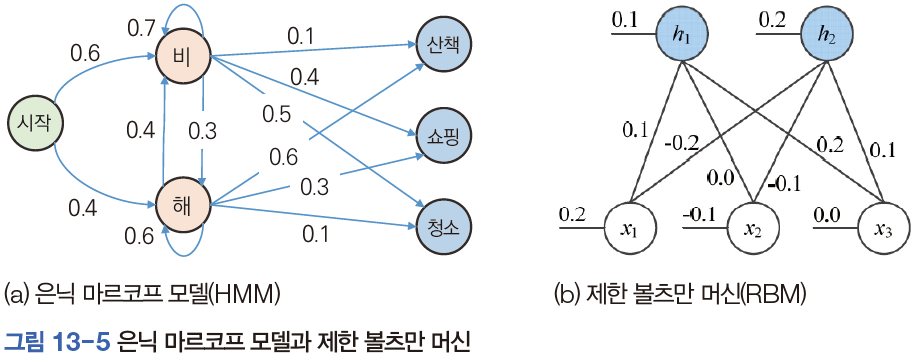 0.7
0.1
비
산책
0.6
0.4
시작
0.5
쇼핑
0.4
0.3
0.6
0.3
해
0.4
0.6
0.1
청소
(a) 은닉 마르코프 모델(HMM)
0.1
h1
0.2
h2
0.1
-0.2
0.2
0.1
0.0
-0.1
0.2
x1
-0.1
x2
0.0
x3
(b) 제한 볼츠만 머신(RBM)
그림 13-5 은닉 마르코프 모델과 제한 볼츠만 머신